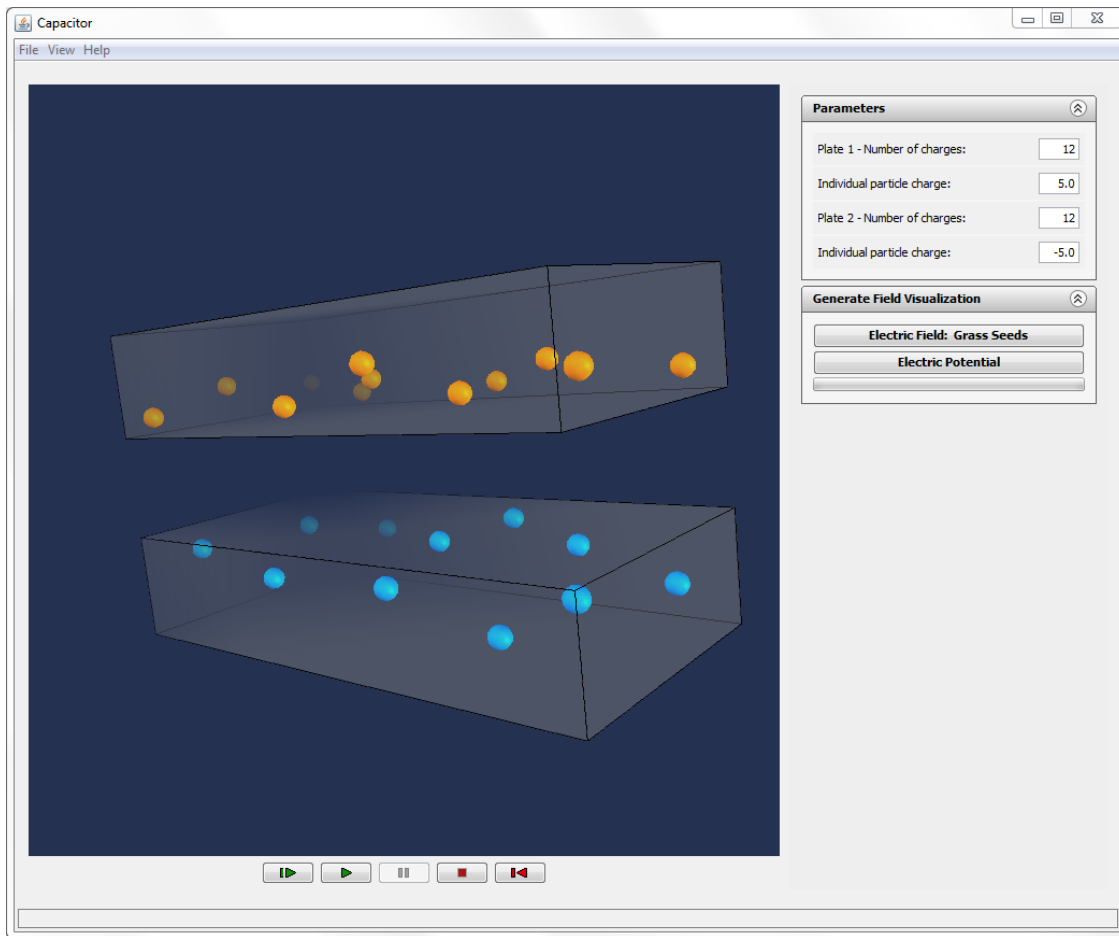 Capacitor
File View Help
Parameters
Plate 1 - Number of charges: 12
Individual particle charge: 5.0
Plate 2 - Number of charges: 12
Individual particle charge: -5.0
Generate Field Visualization
Electric Field: Grass Seeds
Electric Potential